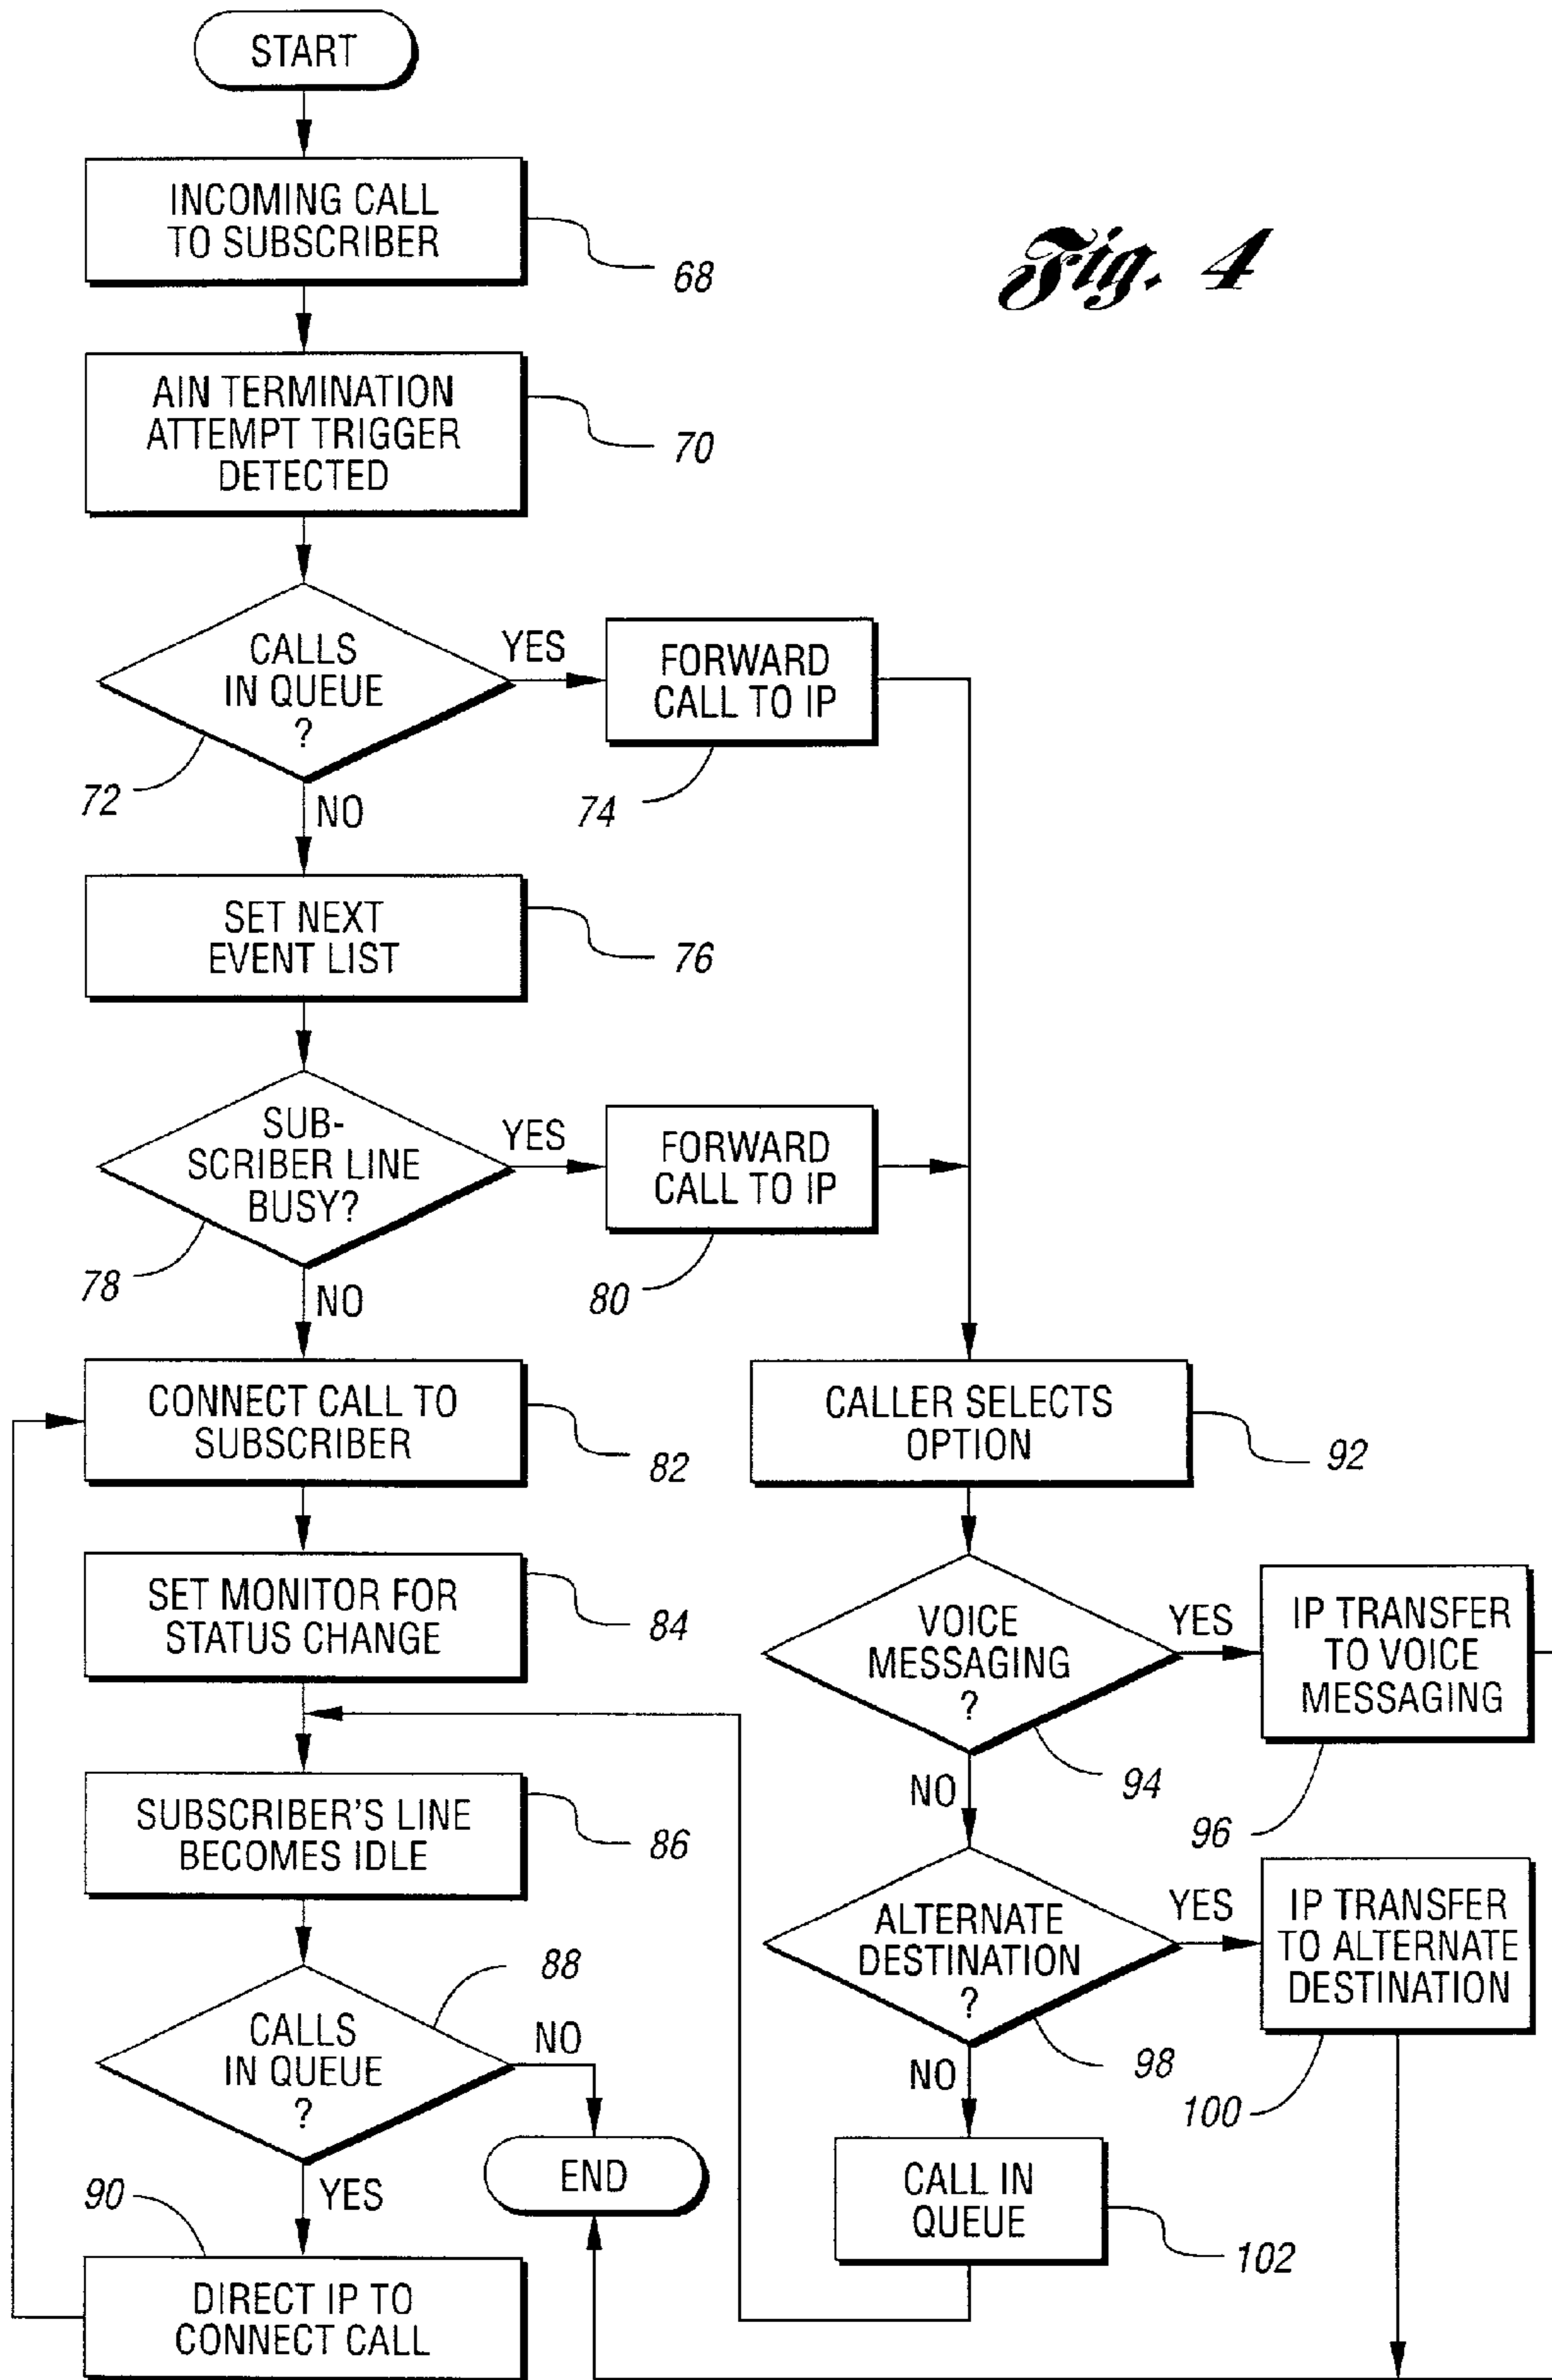 START
INCOMING CALL
TO SUBSCRIBER
68
Fig. 4
AIN TERMINATION
ATTEMPT TRIGGER
DETECTED
70
CALLS
IN QUEUE
?
YES
72
NO
FORWARD
CALL TO IP
74
SET NEXT
EVENT LIST
76
SUB-
SCRIBER LINE
BUSY?
YES
78
NO
FORWARD
CALL TO IP
80
CONNECT CALL TO
SUBSCRIBER
82
CALLER SELECTS
OPTION
92
SET MONITOR FOR
STATUS CHANGE
84
VOICE
MESSAGING
?
YES
94
NO
IP TRANSFER
TO VOICE
MESSAGING
96
SUBSCRIBER'S LINE
BECOMES IDLE
86
ALTERNATE
DESTINATION
?
YES
98
NO
IP TRANSFER
TO ALTERNATE
DESTINATION
100
CALLS
IN QUEUE
?
88
NO
YES
END
CALL IN
QUEUE
102
90
DIRECT IP TO
CONNECT CALL